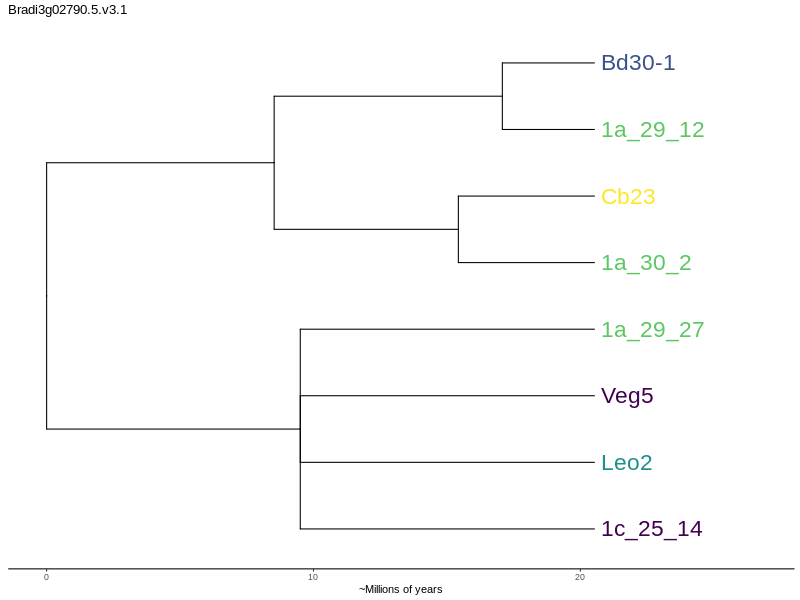 Bradi3g02790.5.v3.1
Bd30-1
1a_29_12
Cb23
1a_30_2
1a_29_27
Veg5
Leo2
1c_25_14
0 10 20
~Millions of years